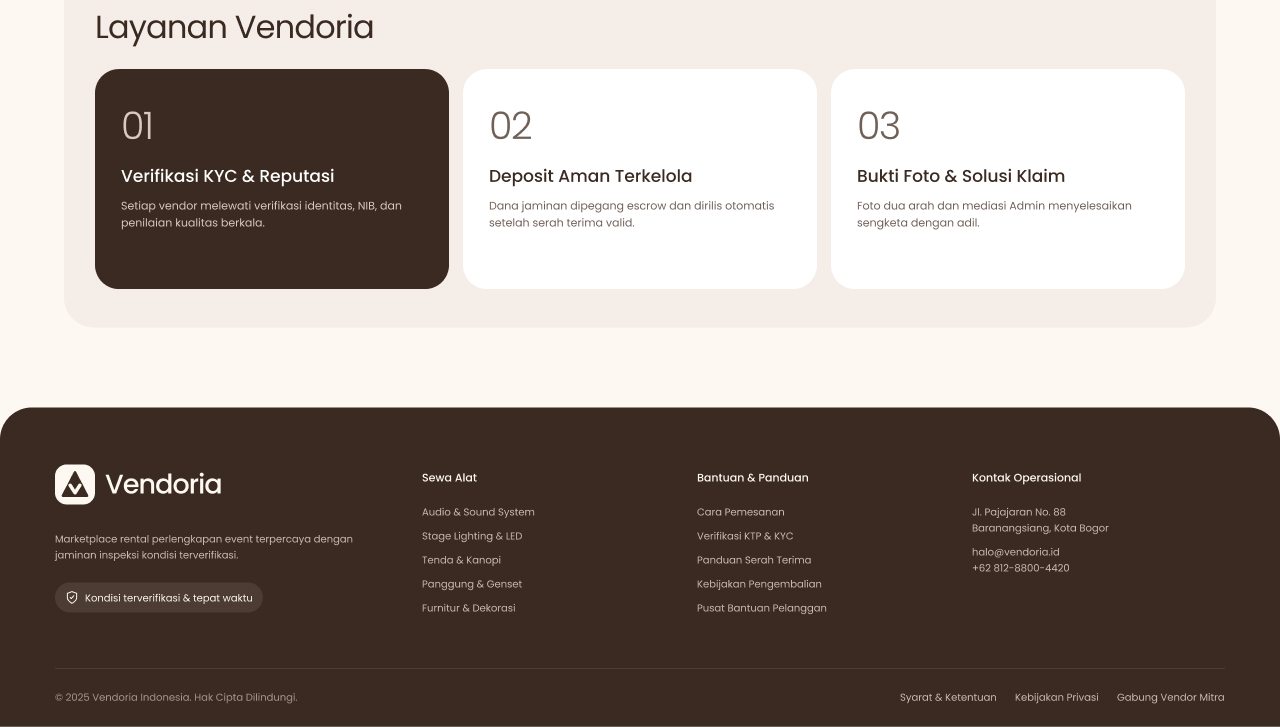 Layanan Vendoria
01
Verifikasi KYC & Reputasi
Setiap vendor melewati verifikasi identitas, NIB, dan
penilaian kualitas berkala.
02
Deposit Aman Terkelola
Dana jaminan dipegang escrow dan dirilis otomatis
setelah serah terima valid.
03
Bukti Foto & Solusi Klaim
Foto dua arah dan mediasi Admin menyelesaikan
sengketa dengan adil.
Vendoria
Marketplace rental perlengkapan event terpercaya dengan
jaminan inspeksi kondisi terverifikasi.
Kondisi terverifikasi & tepat waktu
Sewa Alat
Audio & Sound System
Stage Lighting & LED
Tenda & Kanopi
Panggung & Genset
Furnitur & Dekorasi
Bantuan & Panduan
Cara Pemesanan
Verifikasi KTP & KYC
Panduan Serah Terima
Kebijakan Pengembalian
Pusat Bantuan Pelanggan
Kontak Operasional
Jl. Pajajaran No. 88
Baranangsiang, Kota Bogor
halo@vendoria.id
+62 812-8800-4420
© 2025 Vendoria Indonesia. Hak Cipta Dilindungi.
Syarat & Ketentuan
Kebijakan Privasi
Gabung Vendor Mitra